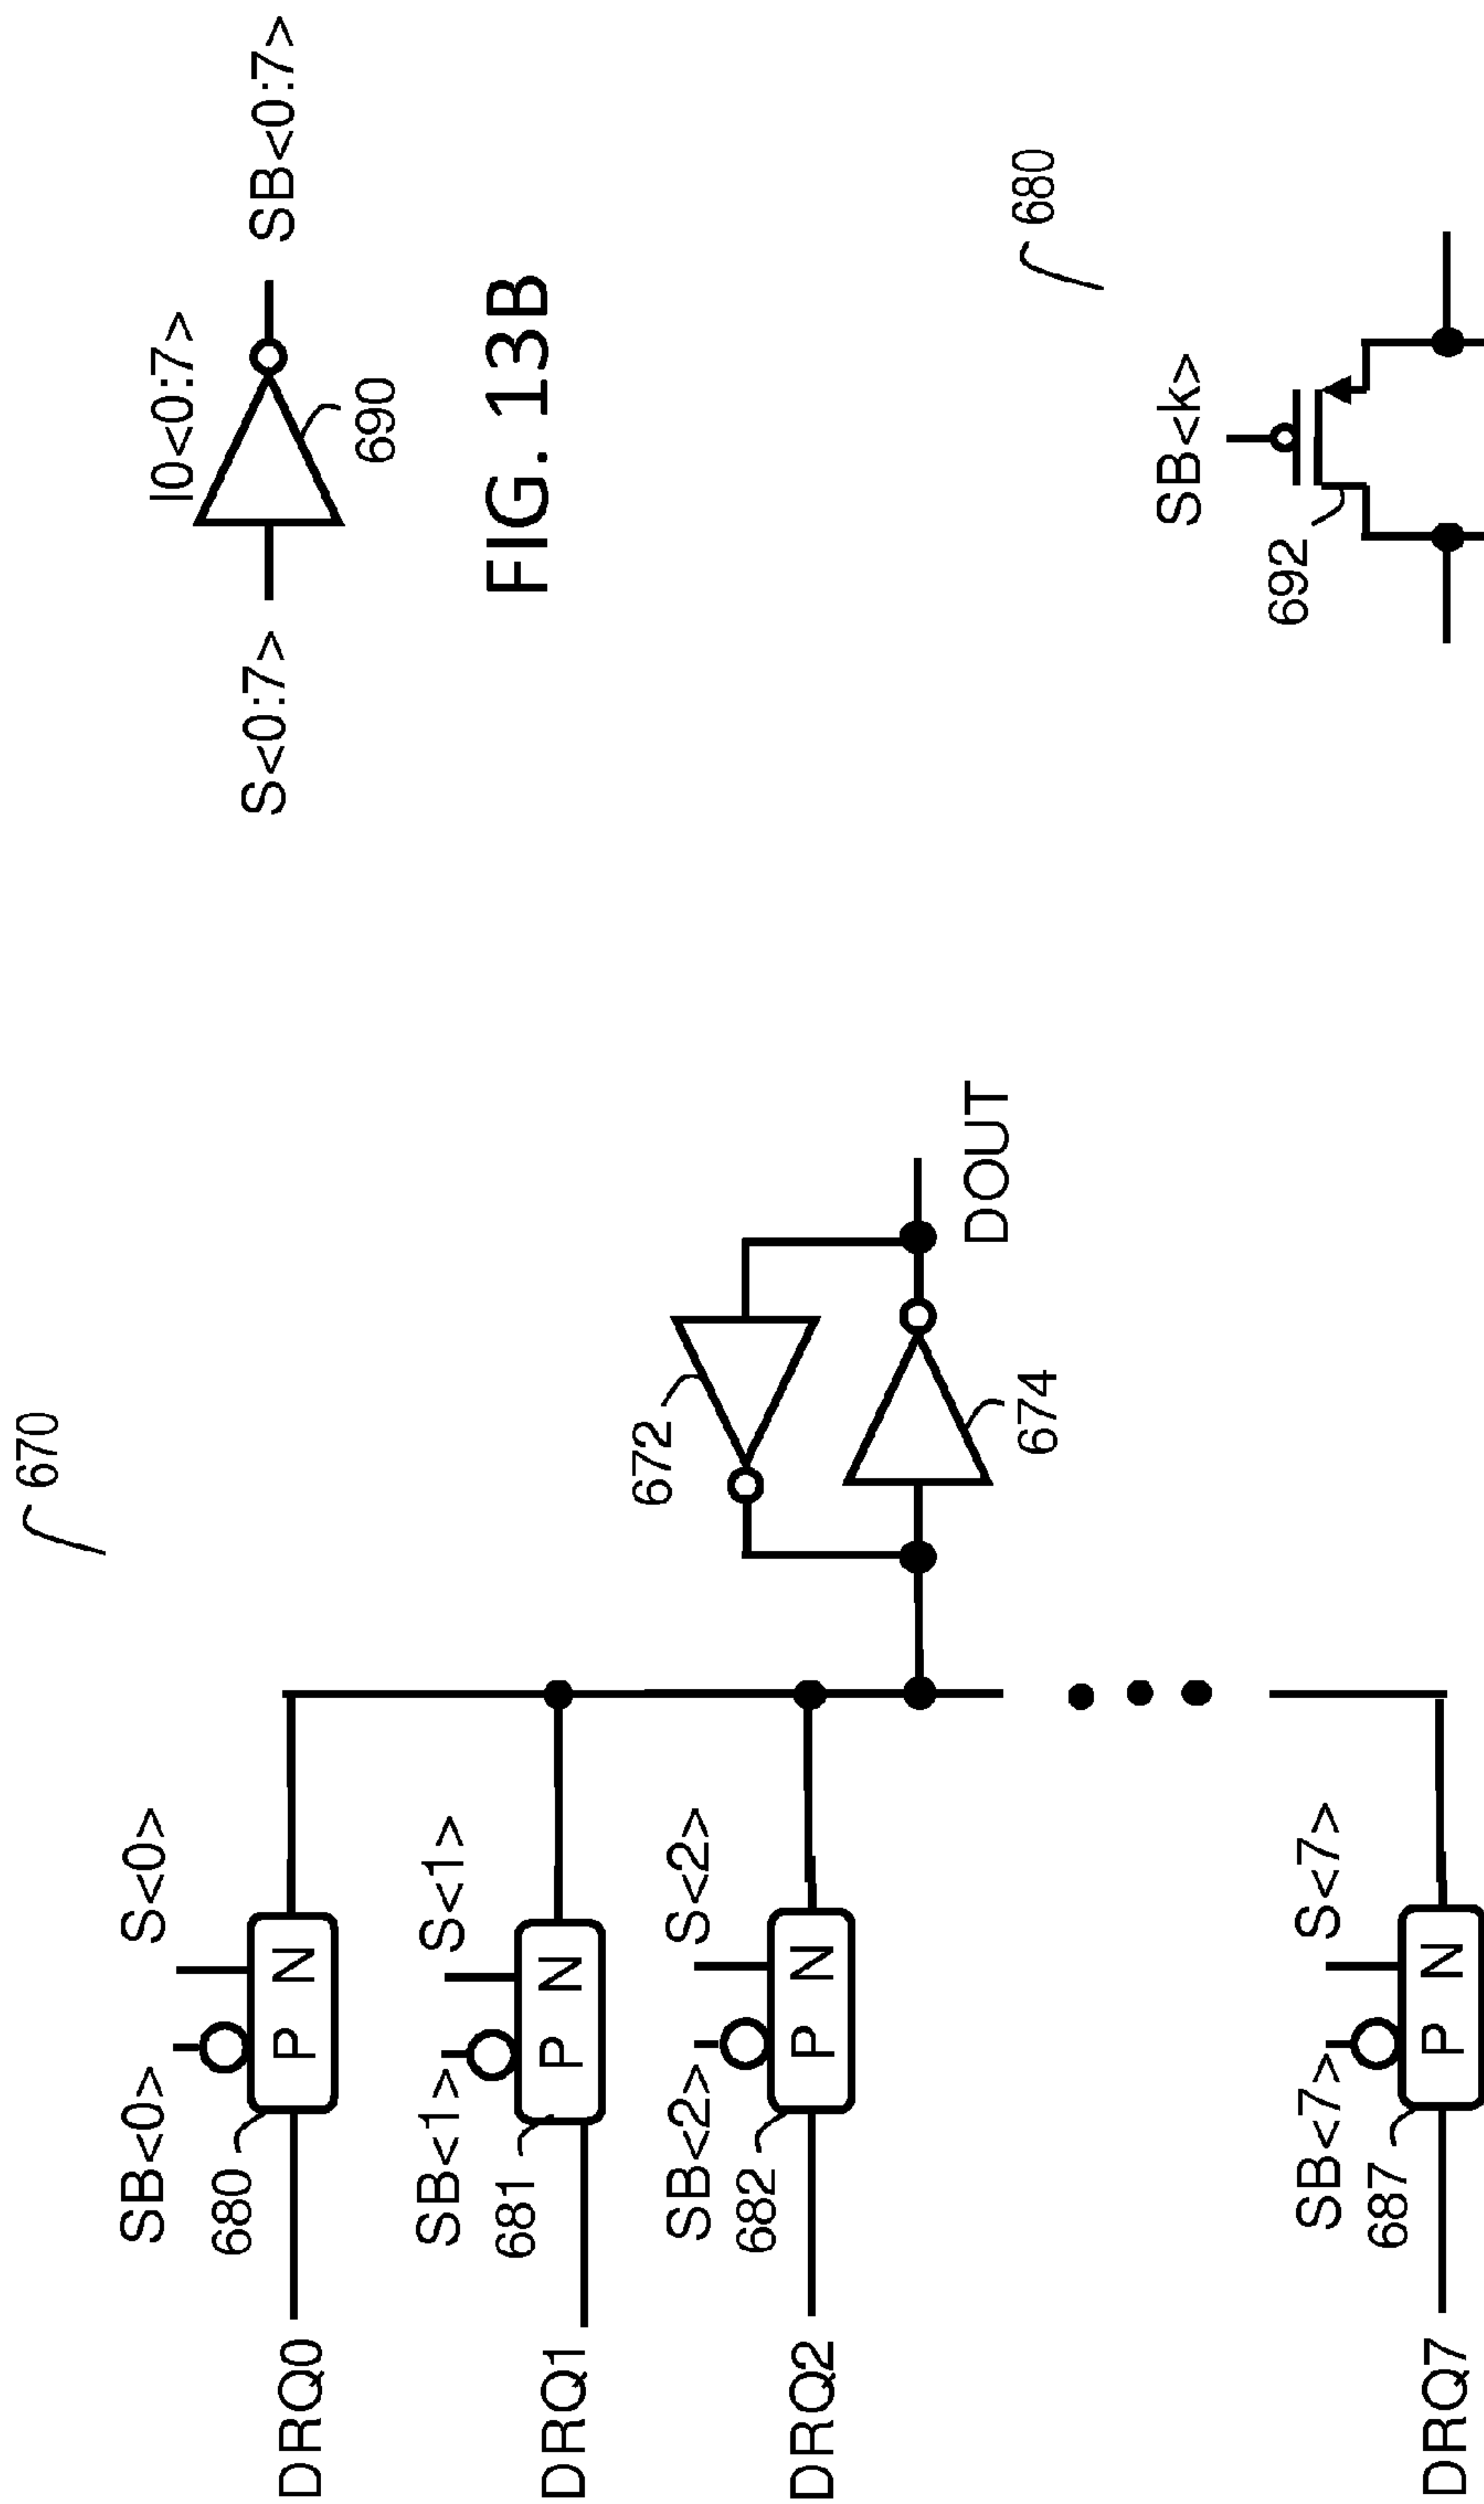 670
SB<0>
S<0>
680
P N
DRQ0
SB<1>
S<1>
681
P N
DRQ1
SB<2>
S<2>
682
P N
DRQ2
SB<7>
S<7>
687
P N
DRQ7
672
674
DOUT
I0<0:7>
S<0:7>
SB<0:7>
690
FIG. 13B
680
SB<k>
692